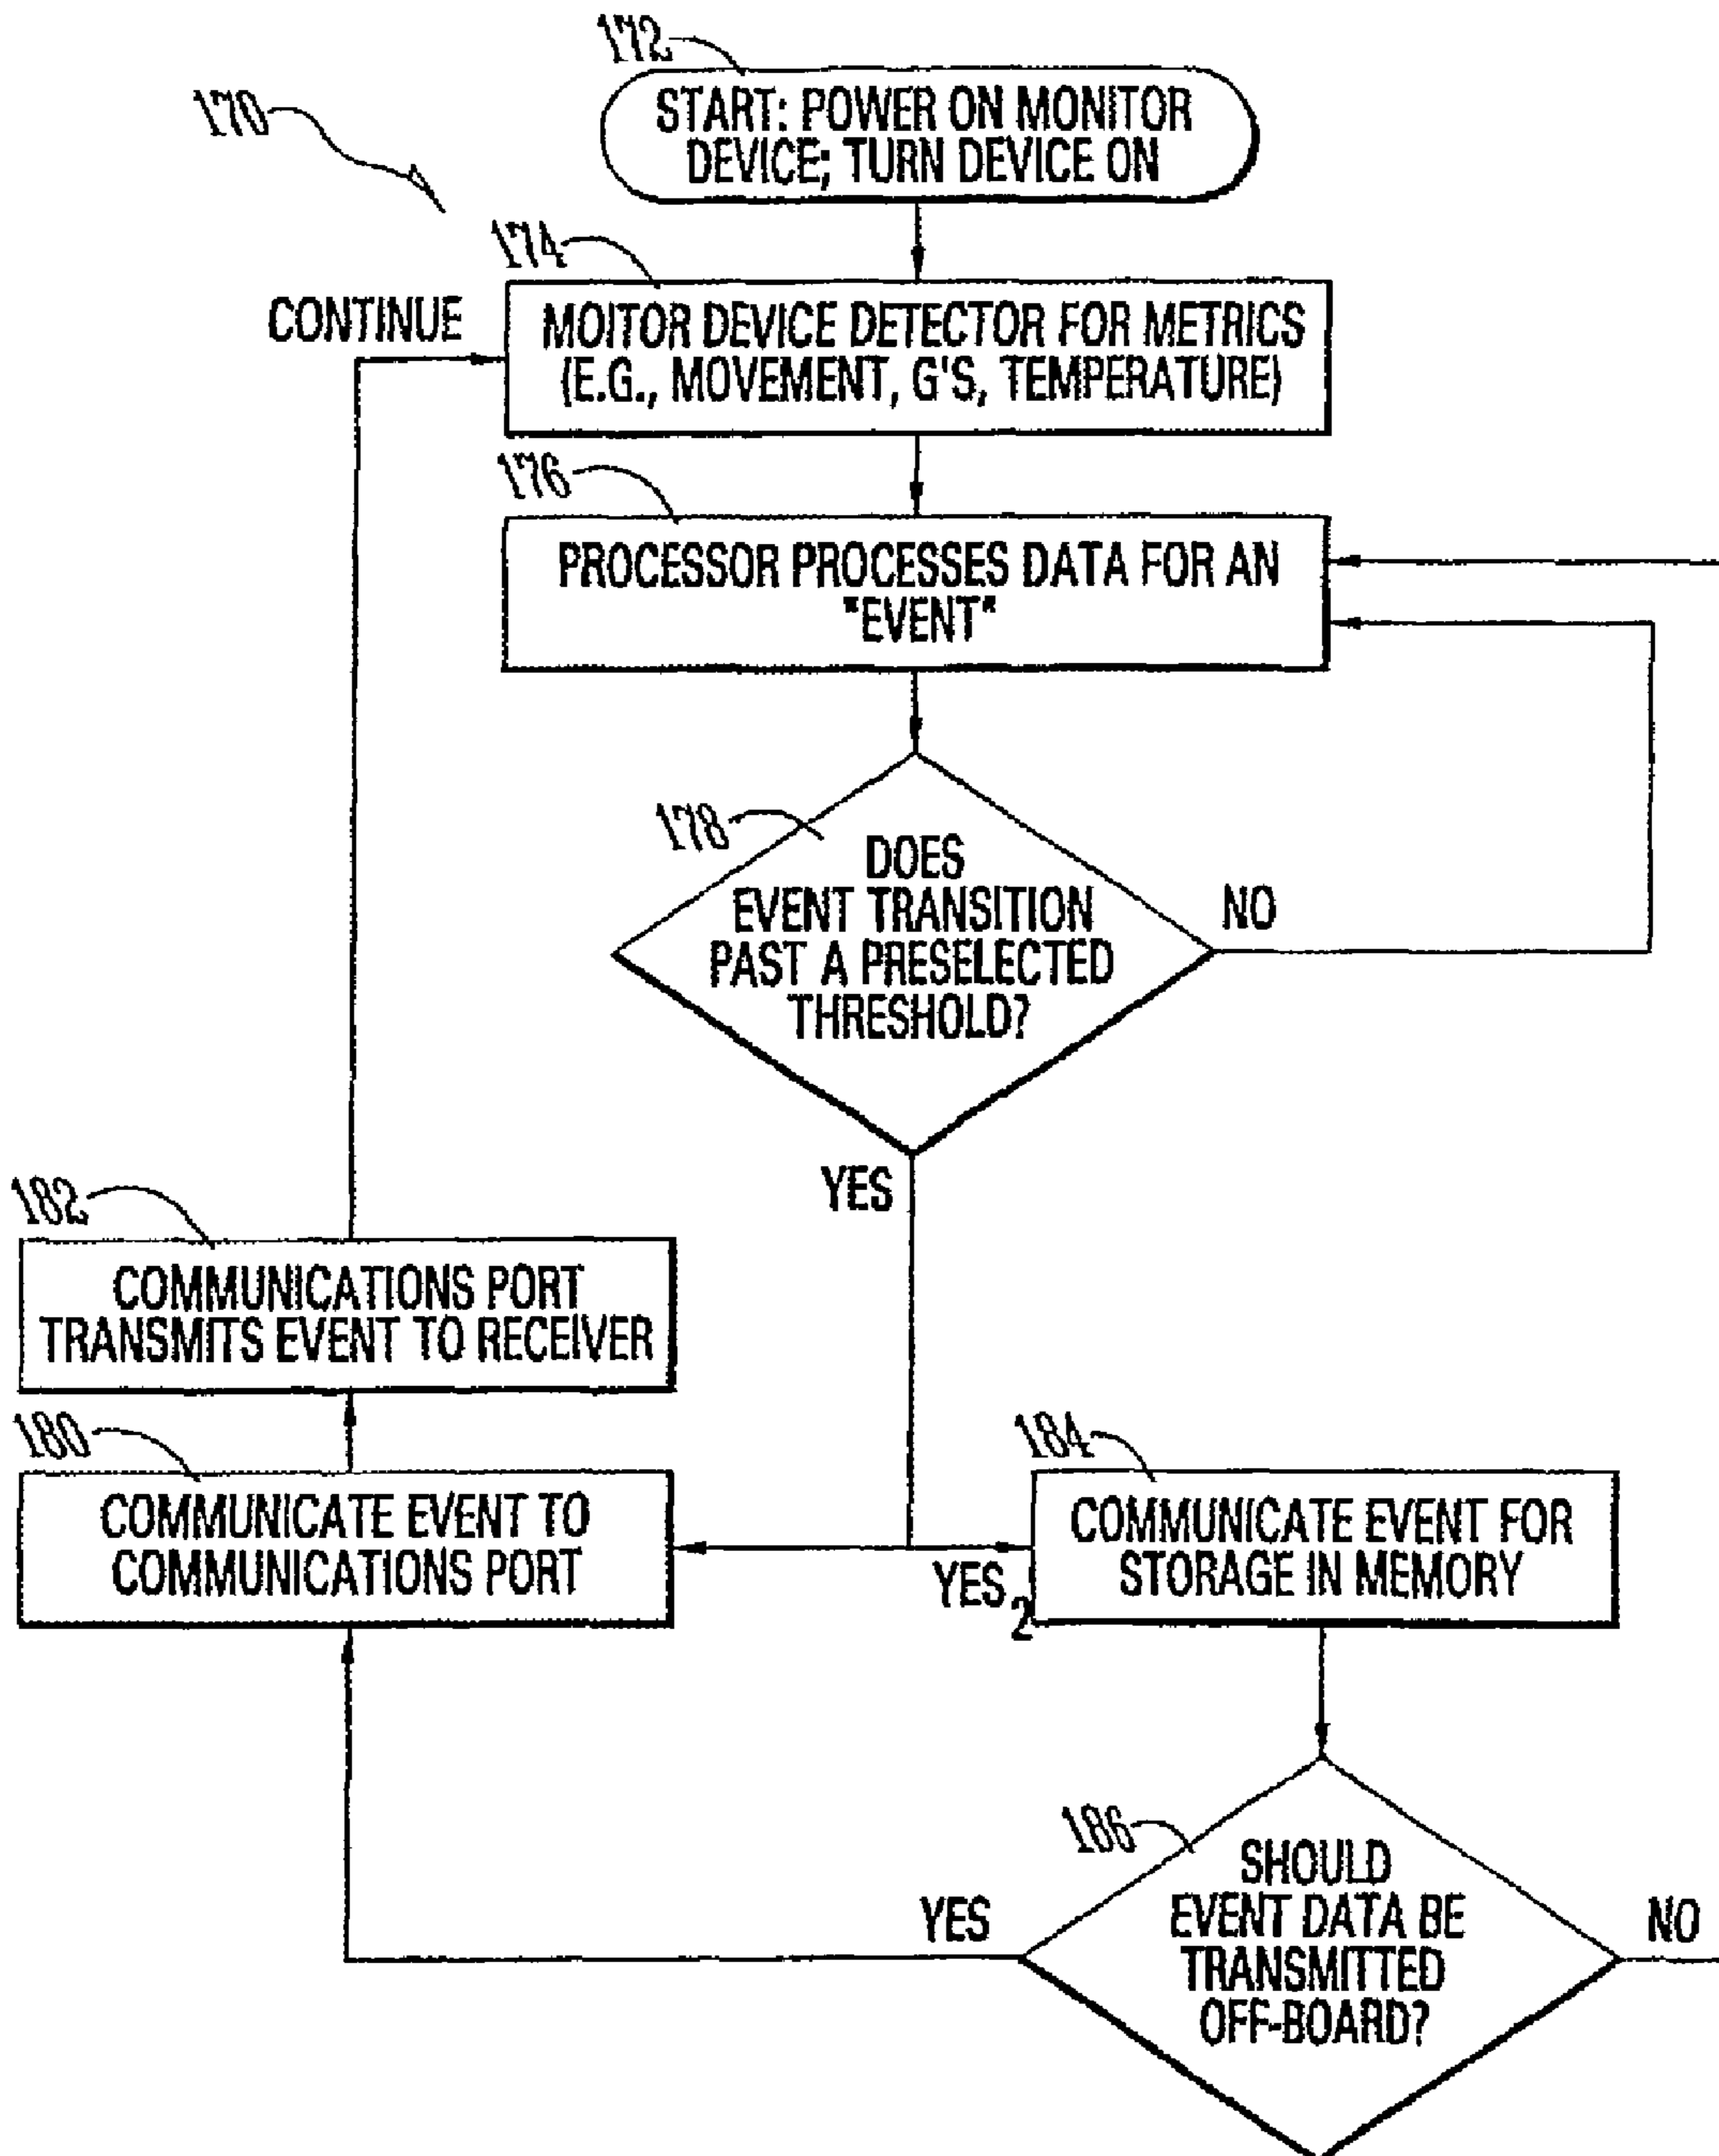 172
START: POWER ON MONITOR
DEVICE; TURN DEVICE ON
170
174
CONTINUE
MOITOR DEVICE DETECTOR FOR METRICS
(E.G., MOVEMENT, G'S, TEMPERATURE)
176
PROCESSOR PROCESSES DATA FOR AN
"EVENT"
178
DOES
EVENT TRANSITION
PAST A PRESELECTED
THRESHOLD?
NO
YES
182
COMMUNICATIONS PORT
TRANSMITS EVENT TO RECEIVER
180
COMMUNICATE EVENT TO
COMMUNICATIONS PORT
YES2
184
COMMUNICATE EVENT FOR
STORAGE IN MEMORY
186
SHOULD
EVENT DATA BE
TRANSMITTED
OFF-BOARD?
YES
NO